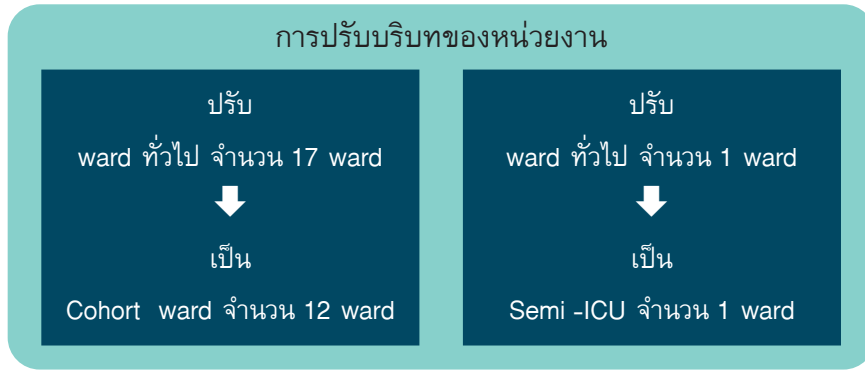 การปรับบริบทของหน่วยงาน
ปรับ
ward ทั่วไป จำนวน 17 ward
เป็น
Cohort ward จำนวน 12 ward
ปรับ
ward ทั่วไป จำนวน 1 ward
เป็น
Semi -ICU จำนวน 1 ward